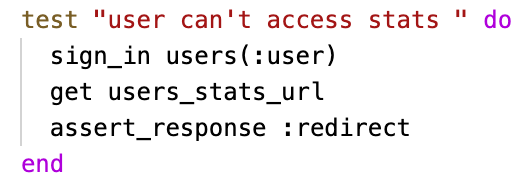 test "user can't access stats " do
  sign_in users(:user)
  get users_stats_url
  assert_response :redirect
end